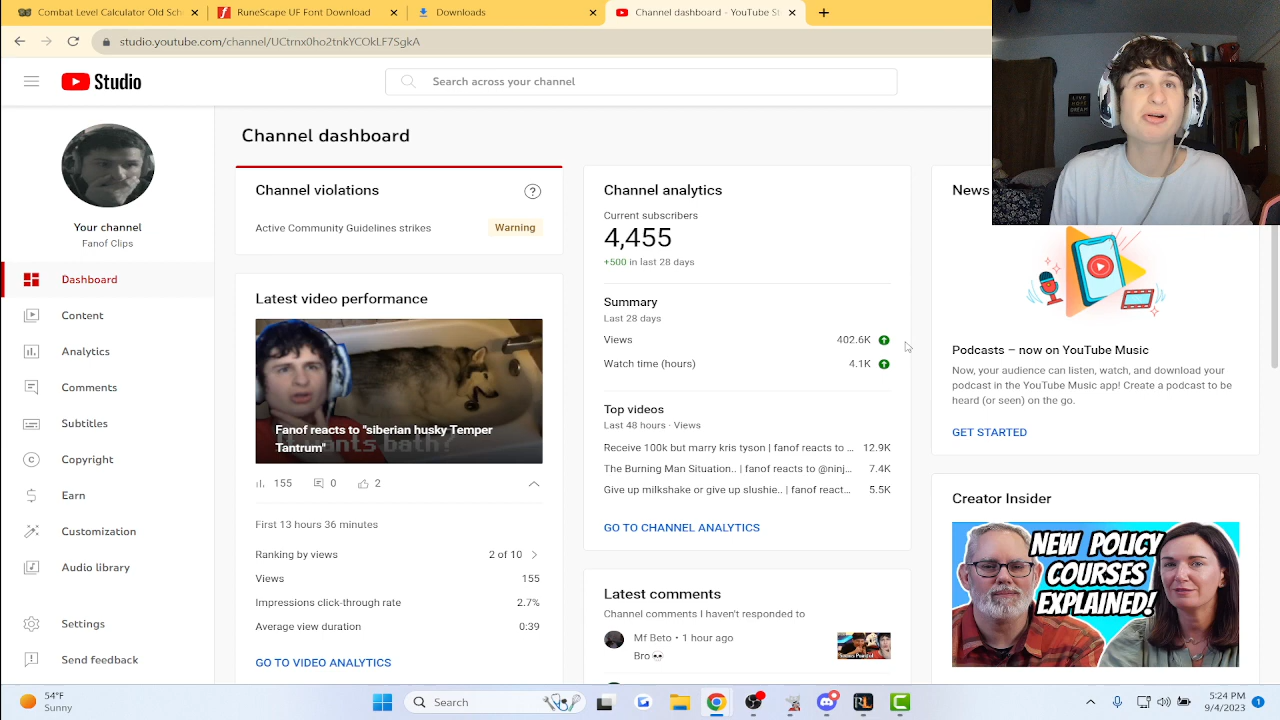 Cascadia Old Sch
RuneScape UF Font Download
Downloads
Dashboard - YouTube St
studio.youtube.com/channel/UCtrnx0ho2tnkYCOkLF7SgkA
LIVE
DREAM
Studio
Search across your channel
Your channel
Fanof Clips
Dashboard
Content
Analytics
Comments
Subtitles
Copyright
Earn
Customization
Audio library
Settings
Send feedback
Channel dashboard
Channel violations
?
Active Community Guidelines strikes
Warning
Latest video performance
Fanof reacts to "siberian husky Temper
Tantrum"
155
0
2
First 13 hours 36 minutes
Ranking by views
2 of 10
Views
155
Impressions click-through rate
2.7%
Average view duration
0:39
GO TO VIDEO ANALYTICS
Channel analytics
Current subscribers
4,455
+500 in last 28 days
Summary
Last 28 days
Views
402.6K
Watch time (hours)
4.1K
Top videos
Last 48 hours · Views
Receive 100k but marry kris tyson | fanof reacts to ...
12.9K
The Burning Man Situation.. | fanof reacts to @ninj...
7.4K
Give up milkshake or give up slushie.. | fanof react...
5.5K
GO TO CHANNEL ANALYTICS
Latest comments
Channel comments I haven't responded to
Mf Beto • 1 hour ago
Bro
News
Podcasts – now on YouTube Music
Now, your audience can listen, watch, and download your
podcast in the YouTube Music app! Create a podcast to be
heard (or seen) on the go.
GET STARTED
Creator Insider
NEW POLICY
COURSES
EXPLAINED!
54°F
Sunny
Search
5:24 PM
9/4/2023
1